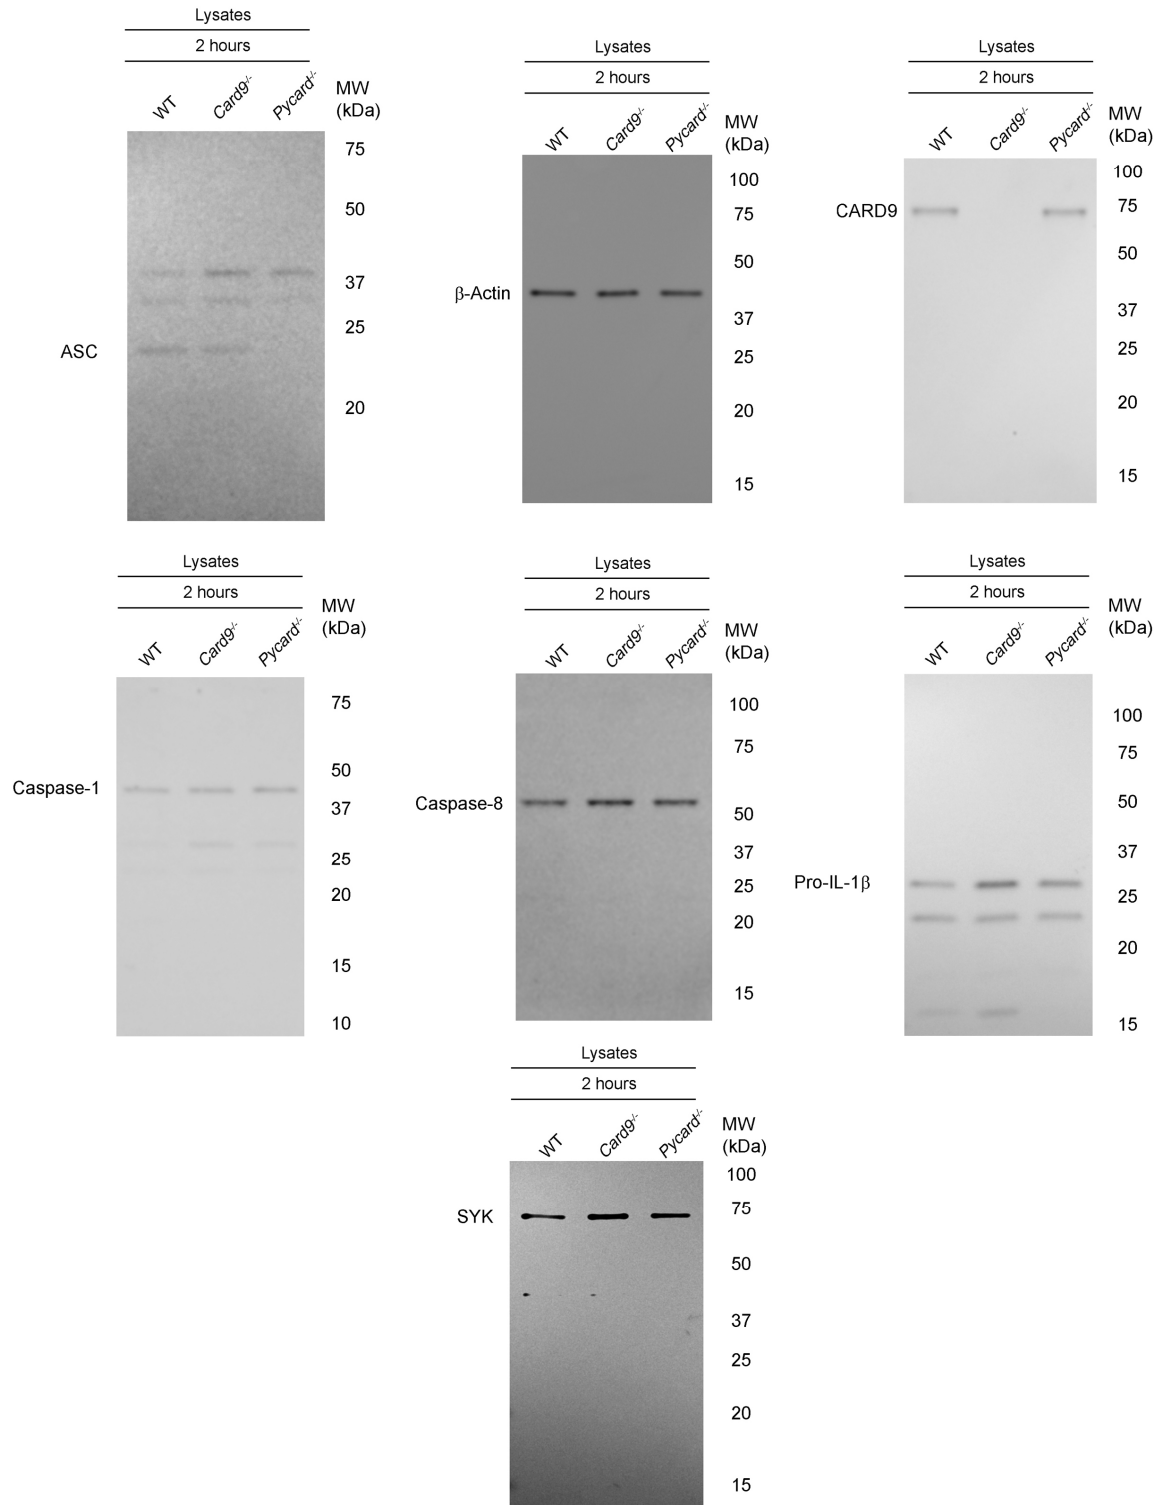 Lysates
2 hours
WT Card9-/- Pycard-/-
MW
(kDa)
75
50
37
25
ASC
20
Lysates
2 hours
WT Card9-/- Pycard-/-
MW
(kDa)
100
75
50
β-Actin
37
25
20
15
Lysates
2 hours
WT Card9-/- Pycard-/-
MW
(kDa)
100
75
CARD9
50
37
25
20
15
Lysates
2 hours
WT Card9-/- Pycard-/-
MW
(kDa)
75
50
Caspase-1
37
25
20
15
10
Lysates
2 hours
WT Card9-/- Pycard-/-
MW
(kDa)
100
75
Caspase-8
50
37
25
20
15
Lysates
2 hours
WT Card9-/- Pycard-/-
MW
(kDa)
100
75
50
37
Pro-IL-1β
25
20
15
Lysates
2 hours
WT Card9-/- Pycard-/-
MW
(kDa)
100
75
SYK
50
37
25
20
15